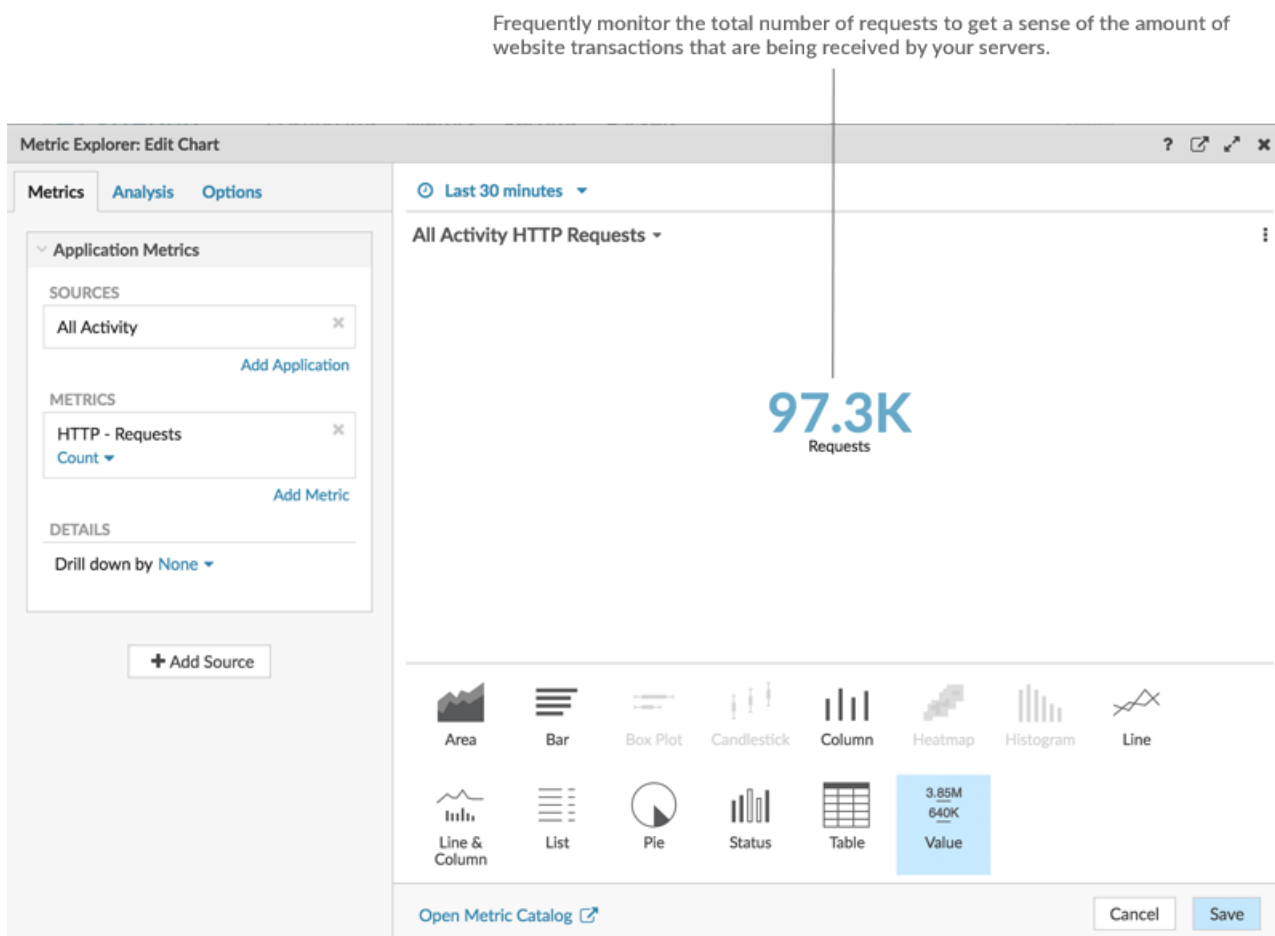 Frequently monitor the total number of requests to get a sense of the amount of
website transactions that are being received by your servers.
Metric Explorer: Edit Chart
?
Metrics Analysis Options
Last 30 minutes
Application Metrics
All Activity HTTP Requests
SOURCES
All Activity
Add Application
METRICS
HTTP - Requests
Count
97.3K
Requests
Add Metric
DETAILS
Drill down by None
+ Add Source
Area Bar Box Plot Candlestick Column Heatmap Histogram Line
3.85M
640K
Line & List Pie Status Table Value
Column
Open Metric Catalog
Cancel Save